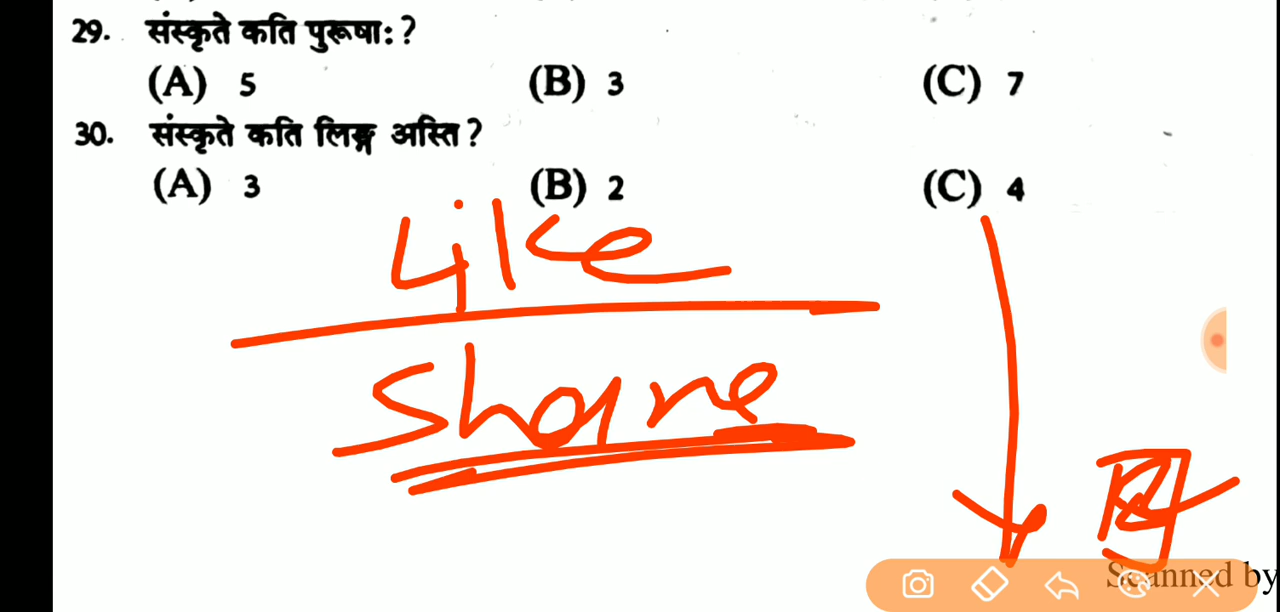 29. संस्कृते कति पुरूषाः ?
(A) 5 (B) 3 (C) 7
30. संस्कृते कति लिङ्ग अस्ति ?
(A) 3 (B) 2 (C) 4
Like
Share
Scanned by